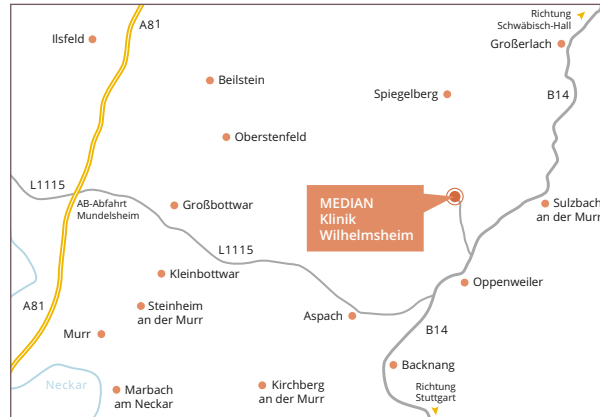 Richtung
Schwäbisch-Hall
A81
Ilsfeld
Großerlach
Beilstein
Spiegelberg
B14
Oberstenfeld
L1115
AB-Abfahrt
Mundelsheim
Großbottwar
MEDIAN
Klinik
Wilhelmsheim
Sulzbach
an der Murr
L1115
Kleinbottwar
Oppenweiler
A81
Steinheim
an der Murr
Aspach
Murr
B14
Backnang
Neckar
Marbach
am Neckar
Kirchberg
an der Murr
Richtung
Stuttgart